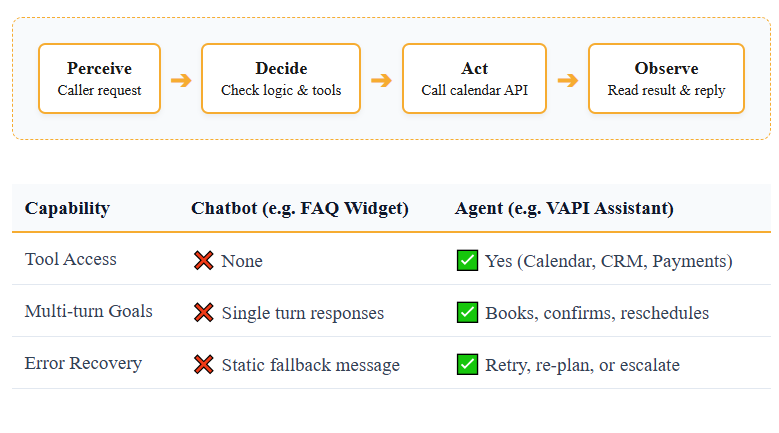 Perceive
Caller request
➔
Decide
Check logic & tools
➔
Act
Call calendar API
➔
Observe
Read result & reply
Capability Chatbot (e.g. FAQ Widget) Agent (e.g. VAPI Assistant)
Tool Access ❌ None ✅ Yes (Calendar, CRM, Payments)
Multi-turn Goals ❌ Single turn responses ✅ Books, confirms, reschedules
Error Recovery ❌ Static fallback message ✅ Retry, re-plan, or escalate